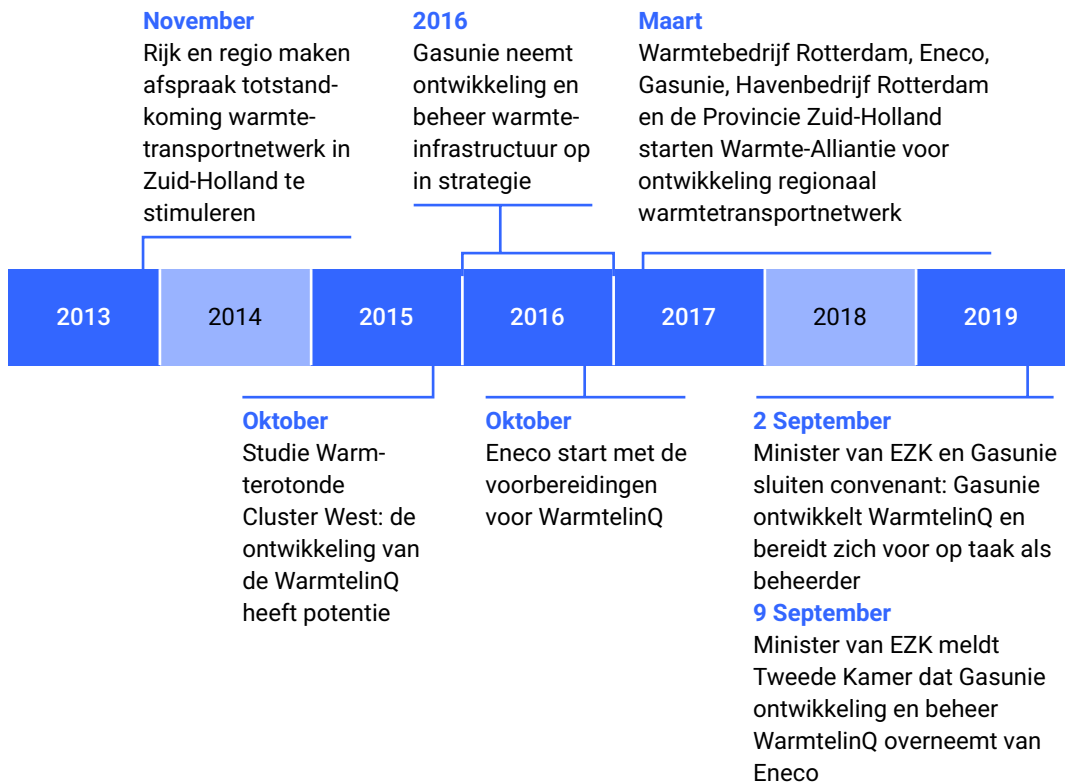 November
Rijk en regio maken
afspraak totstand-
koming warmte-
transportnetwerk in
Zuid-Holland te
stimuleren
2016
Gasunie neemt
ontwikkeling en
beheer warmte-
infrastructuur op
in strategie
Maart
Warmtebedrijf Rotterdam, Eneco,
Gasunie, Havenbedrijf Rotterdam
en de Provincie Zuid-Holland
starten Warmte-Alliantie voor
ontwikkeling regionaal
warmtetransportnetwerk
2013 2014 2015 2016 2017 2018 2019
Oktober
Studie Warm-
terotonde
Cluster West: de
ontwikkeling van
de WarmtelinQ
heeft potentie
Oktober
Eneco start met de
voorbereidingen
voor WarmtelinQ
2 September
Minister van EZK en Gasunie
sluiten convenant: Gasunie
ontwikkelt WarmtelinQ en
bereidt zich voor op taak als
beheerder
9 September
Minister van EZK meldt
Tweede Kamer dat Gasunie
ontwikkeling en beheer
WarmtelinQ overneemt van
Eneco